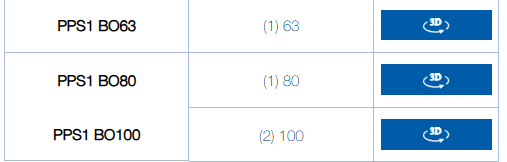 PPS1 BO63 (1) 63 3D
PPS1 BO80 (1) 80 3D
PPS1 BO100 (2) 100 3D